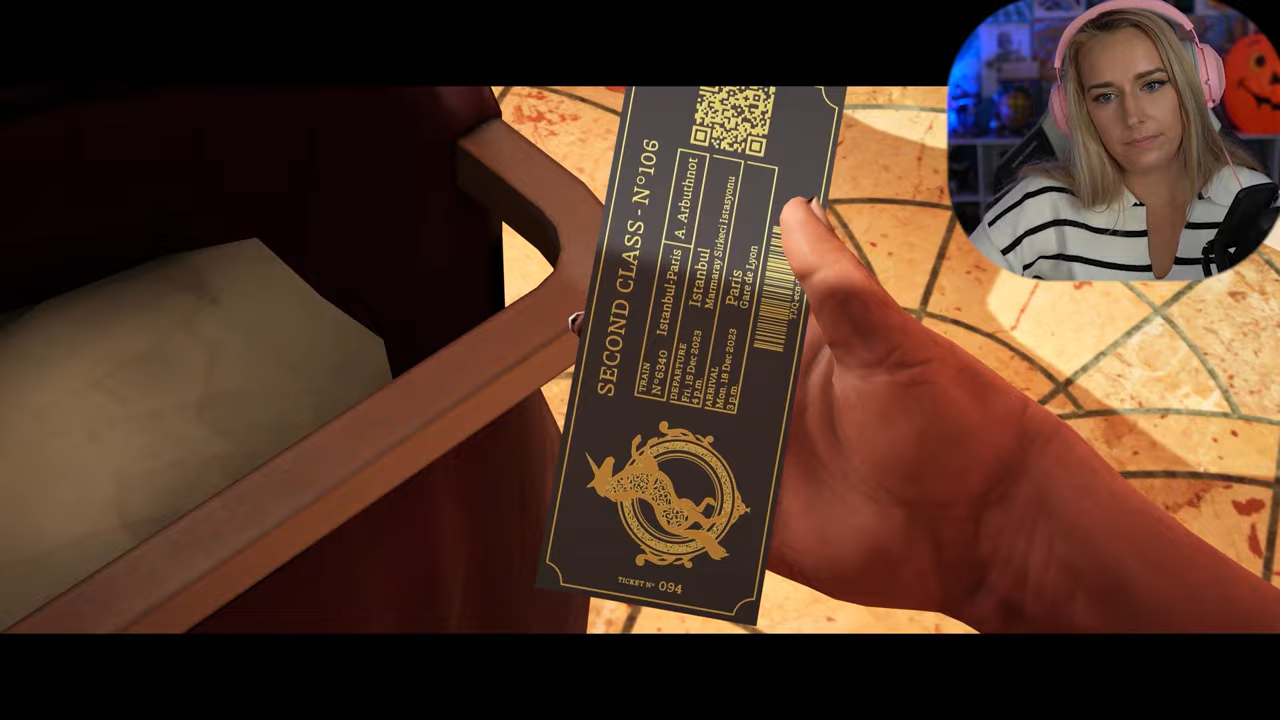 SECOND CLASS - N°106
TRAIN
N°6340
Istanbul-Paris
A. Arbuthnot
DEPARTURE
Fri. 15 Dec 2023
4 p.m.
Istanbul
Marmaray Sirkeci Istasyonu
ARRIVAL
Mon. 18 Dec 2023
3 p.m.
Paris
Gare de Lyon
TICKET N° 094